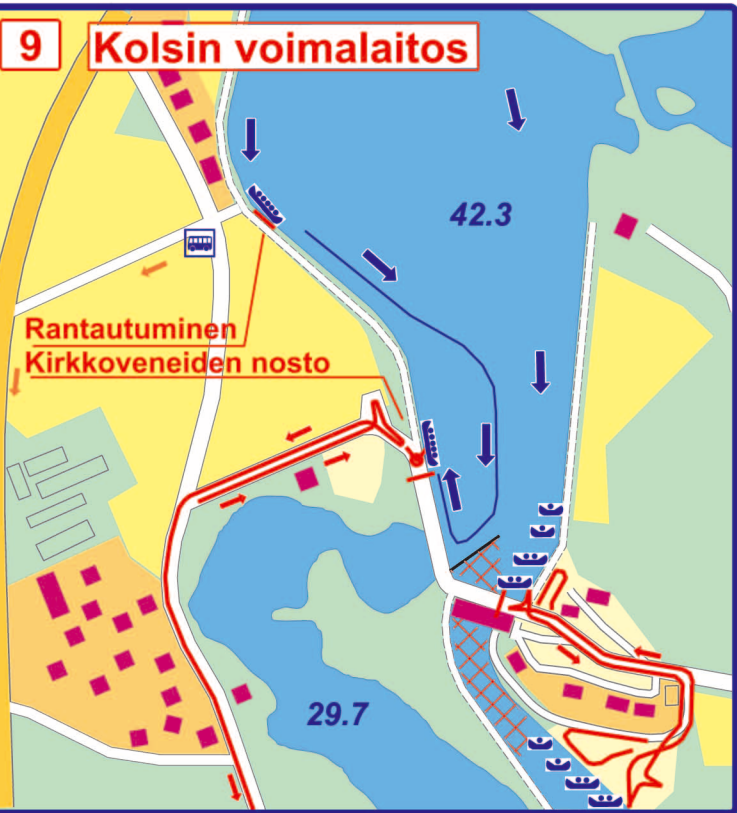 9 Kolsin voimalaitos
42.3
Rantautuminen
Kirkkoveneiden nosto
29.7